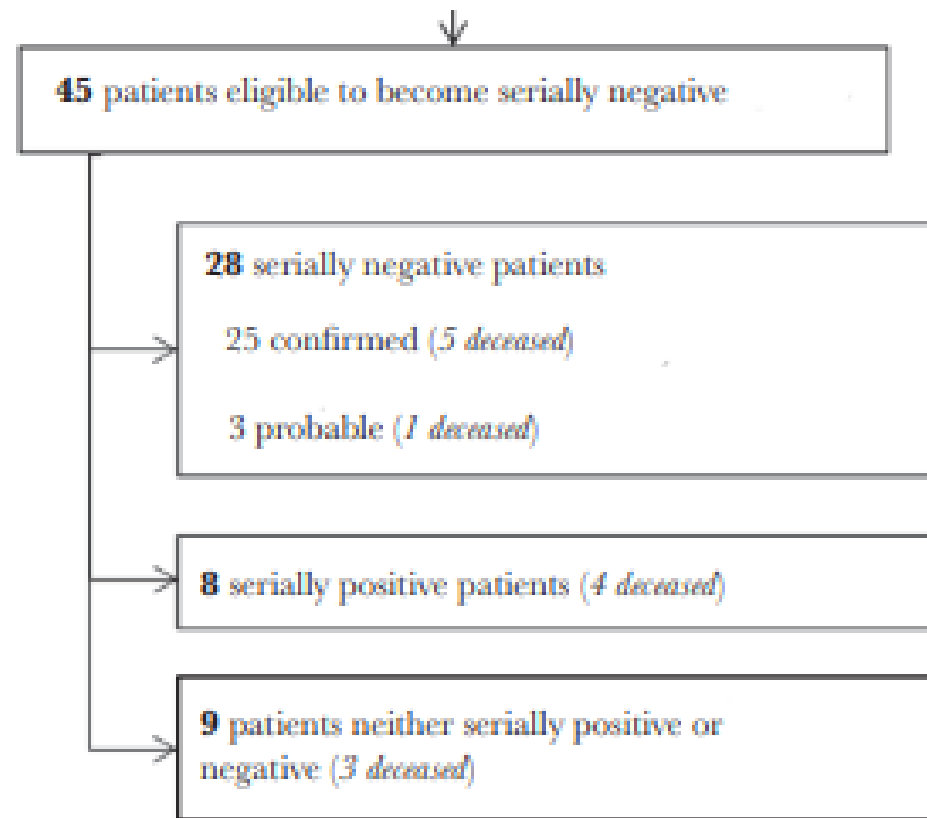 45 patients eligible to become serially negative
28 serially negative patients
25 confirmed (5 deceased)
3 probable (1 deceased)
8 serially positive patients (4 deceased)
9 patients neither serially positive or
negative (3 deceased)